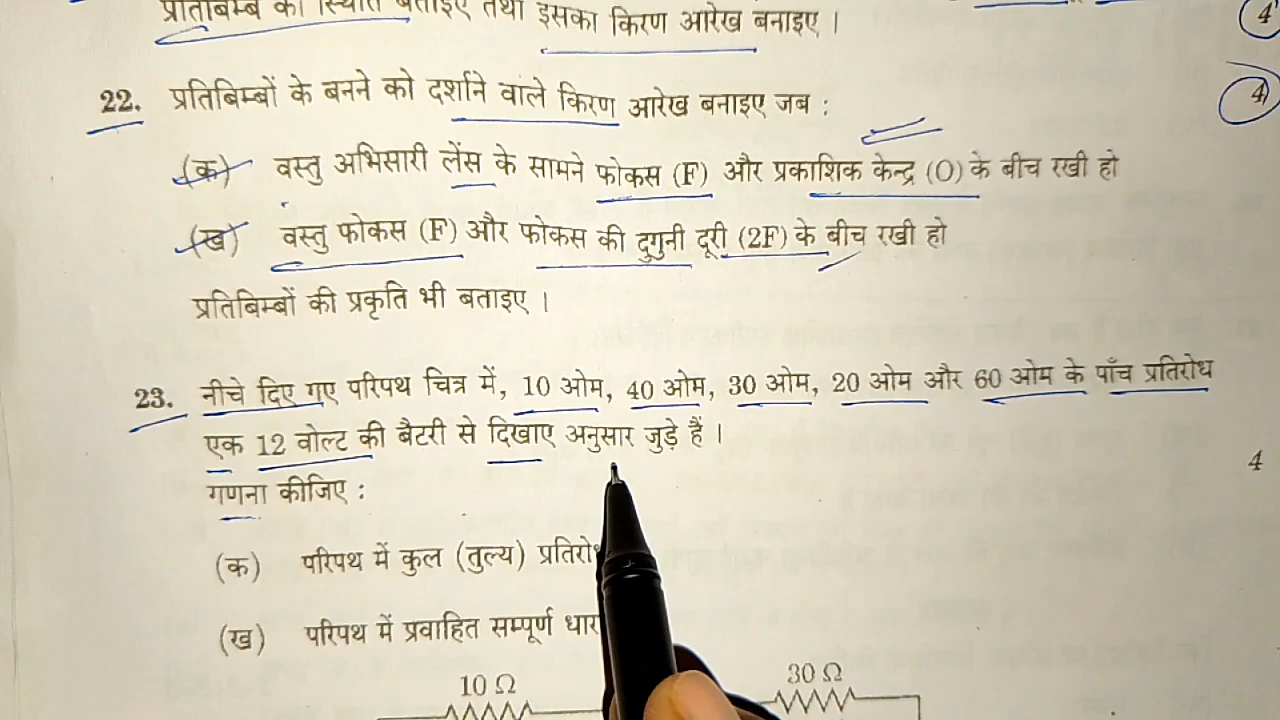 प्रतिबिम्ब की स्थिति बताइए तथा इसका किरण आरेख बनाइए ।
4
22. प्रतिबिम्बों के बनने को दर्शाने वाले किरण आरेख बनाइए जब :
4
(क) वस्तु अभिसारी लेंस के सामने फोकस (F) और प्रकाशिक केन्द्र (O) के बीच रखी हो
(ख) वस्तु फोकस (F) और फोकस की दुगुनी दूरी (2F) के बीच रखी हो
प्रतिबिम्बों की प्रकृति भी बताइए ।
23. नीचे दिए गए परिपथ चित्र में, 10 ओम, 40 ओम, 30 ओम, 20 ओम और 60 ओम के पाँच प्रतिरोध
एक 12 वोल्ट की बैटरी से दिखाए अनुसार जुड़े हैं ।
4
गणना कीजिए :
(क) परिपथ में कुल (तुल्य) प्रतिरो
(ख) परिपथ में प्रवाहित सम्पूर्ण धार
10 Ω 30 Ω